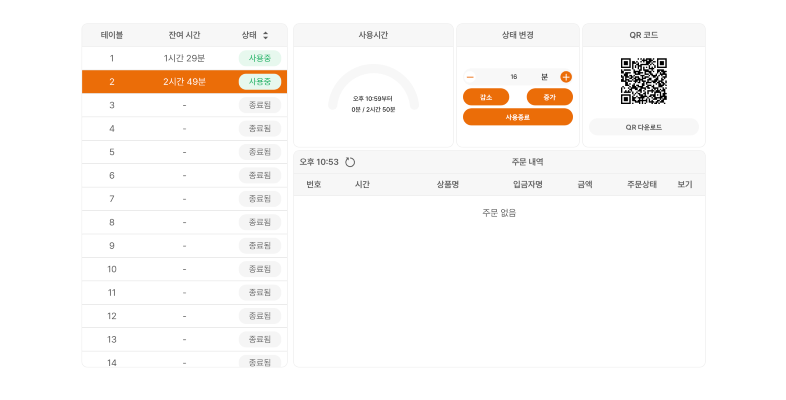 테이블 잔여 시간 상태
1 1시간 29분 사용중
2 2시간 49분 사용중
3 - 종료됨
4 - 종료됨
5 - 종료됨
6 - 종료됨
7 - 종료됨
8 - 종료됨
9 - 종료됨
10 - 종료됨
11 - 종료됨
12 - 종료됨
13 - 종료됨
14 - 종료됨
사용시간
오후 10:59부터
0분 / 2시간 50분
상태 변경
16 분
감소 증가
사용종료
QR 코드
QR 다운로드
오후 10:53 주문 내역
번호 시간 상품명 입금자명 금액 주문상태 보기
주문 없음